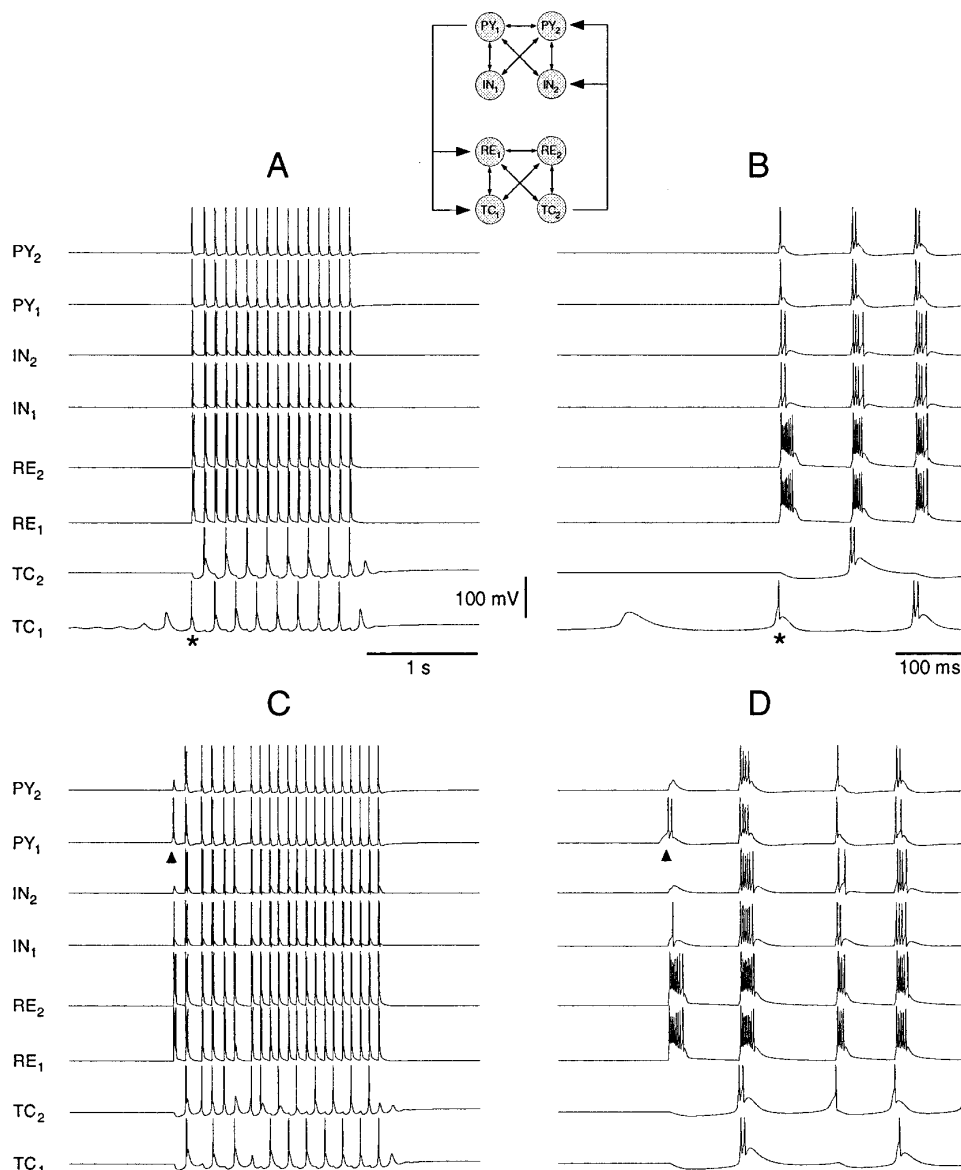 PY1 PY2
IN1 IN2
RE1 RE2
TC1 TC2
A
B
PY2
PY1
IN2
IN1
RE2
RE1
TC2
TC1
100 mV
*
*
1 s
100 ms
C
D
PY2
PY1
IN2
IN1
RE2
RE1
TC2